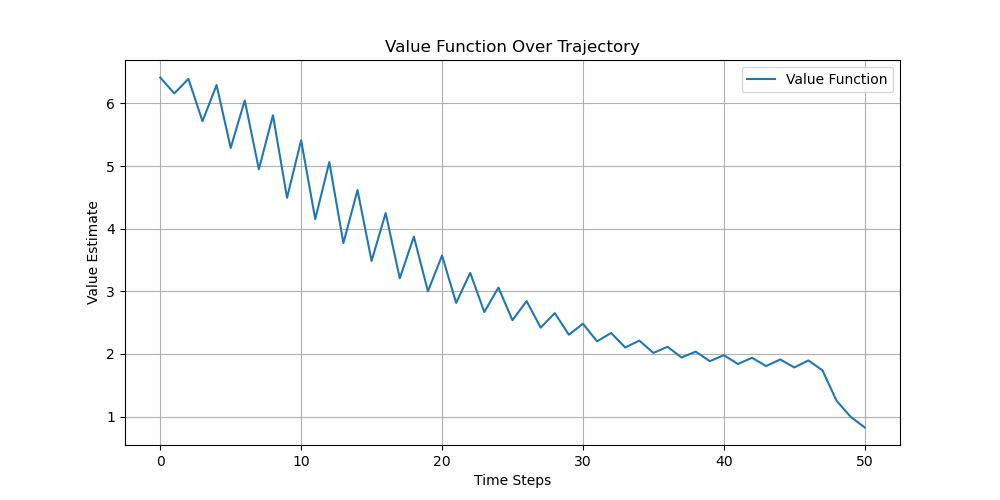 Value Function Over Trajectory
Value Function
6
5
4
3
2
1
Value Estimate
0 10 20 30 40 50
Time Steps